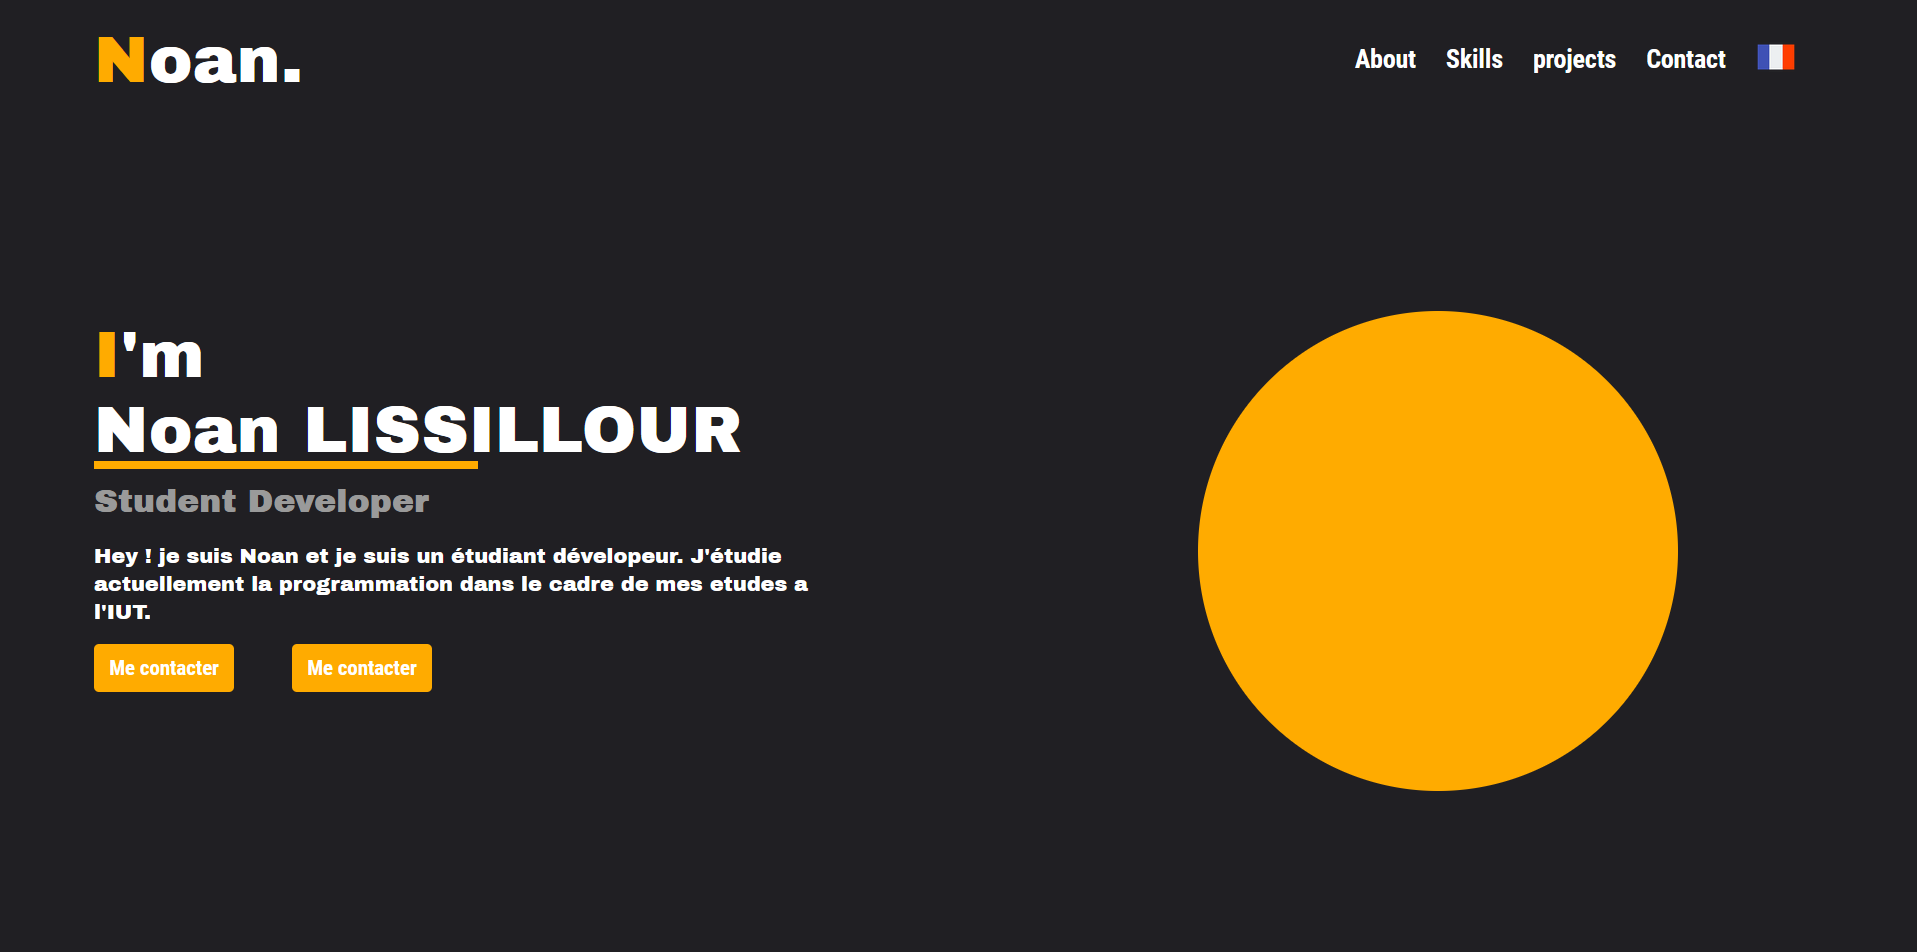 Noan.
About Skills projects Contact
I'm
Noan LISSILLOUR
Student Developer
Hey ! je suis Noan et je suis un étudiant dévelopeur. J'étudie
actuellement la programmation dans le cadre de mes etudes a
l'IUT.
Me contacter Me contacter